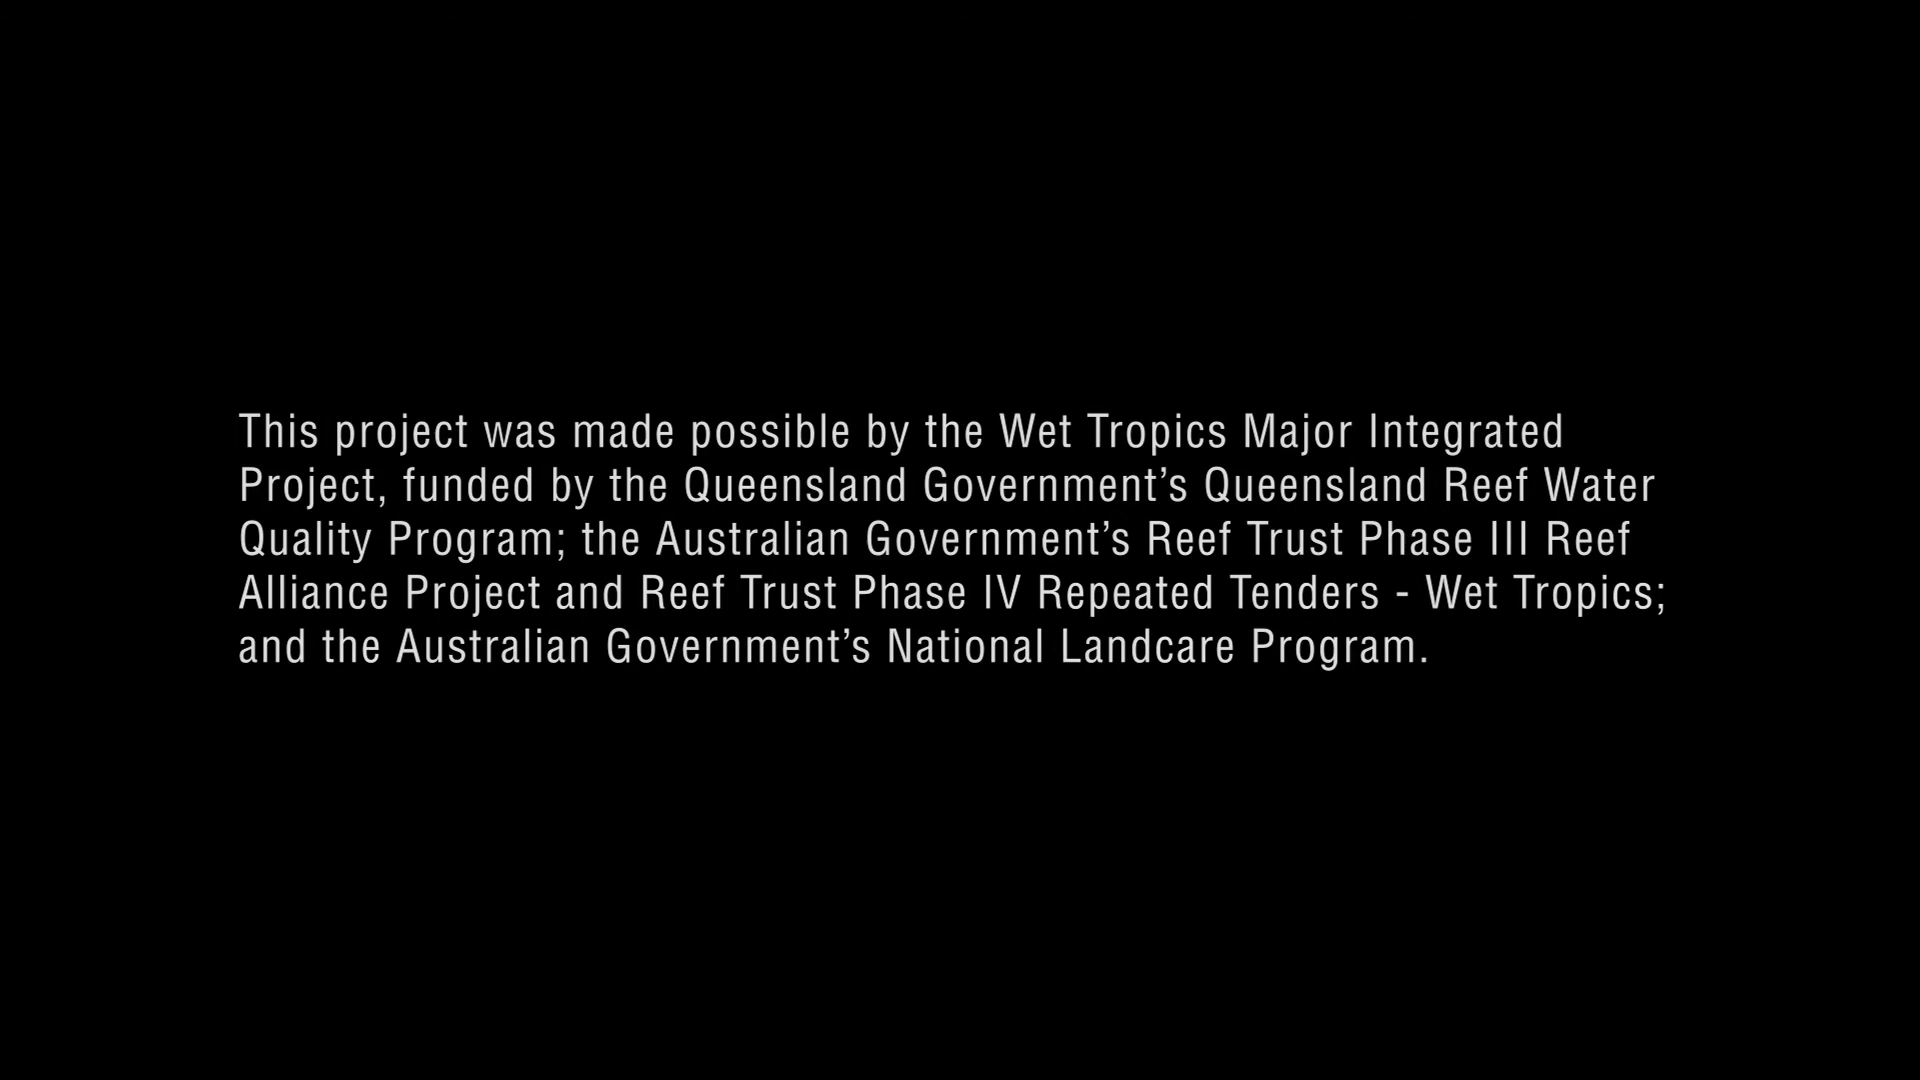 This project was made possible by the Wet Tropics Major Integrated
Project, funded by the Queensland Government’s Queensland Reef Water
Quality Program; the Australian Government’s Reef Trust Phase III Reef
Alliance Project and Reef Trust Phase IV Repeated Tenders - Wet Tropics;
and the Australian Government’s National Landcare Program.